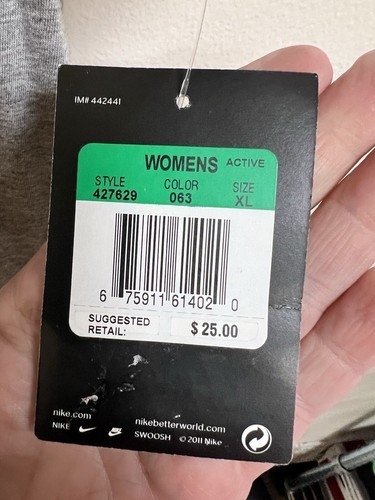 IM# 442441
WOMENS ACTIVE
STYLE COLOR SIZE
427629 063 XL
6 75911 61402 0
SUGGESTED RETAIL: $ 25.00
nike.com nikebetterworld.com
NIKE SWOOSH © 2011 Nike